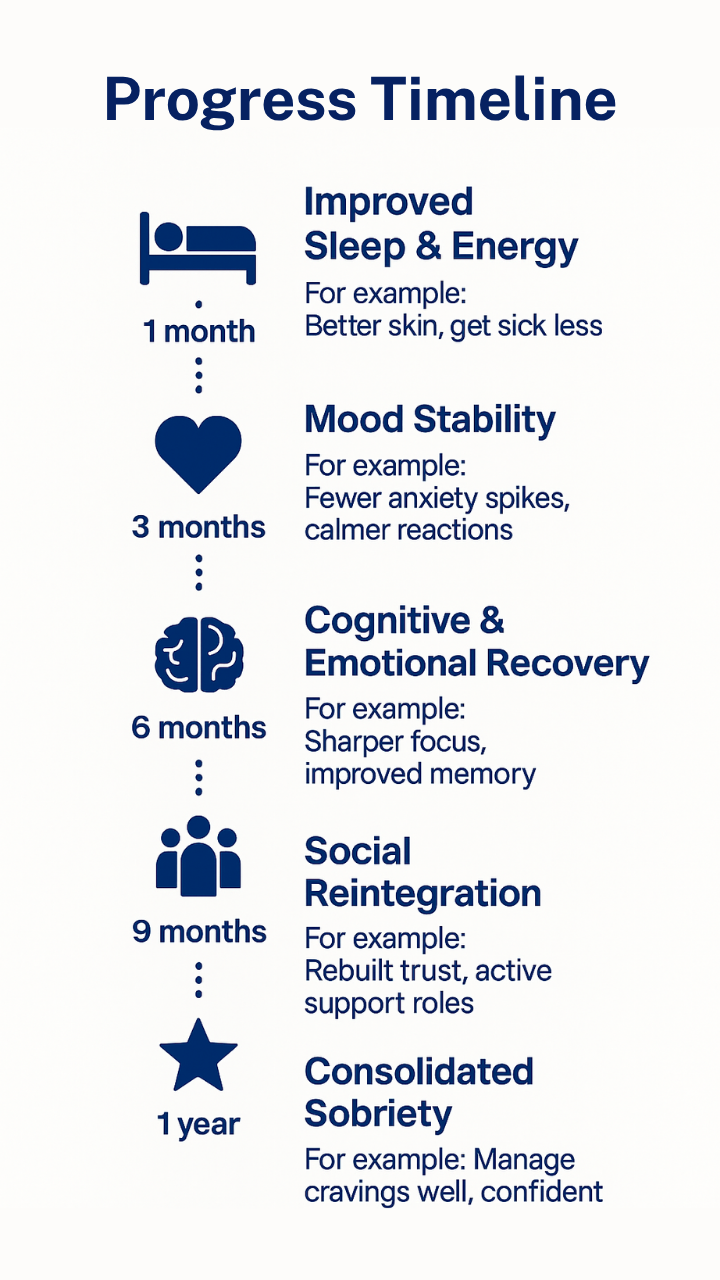 Progress Timeline
Improved
Sleep & Energy
For example:
Better skin, get sick less
1 month
Mood Stability
For example:
Fewer anxiety spikes,
calmer reactions
3 months
Cognitive &
Emotional Recovery
For example:
Sharper focus,
improved memory
6 months
Social
Reintegration
For example:
Rebuilt trust, active
support roles
9 months
Consolidated
Sobriety
For example: Manage
cravings well, confident
1 year